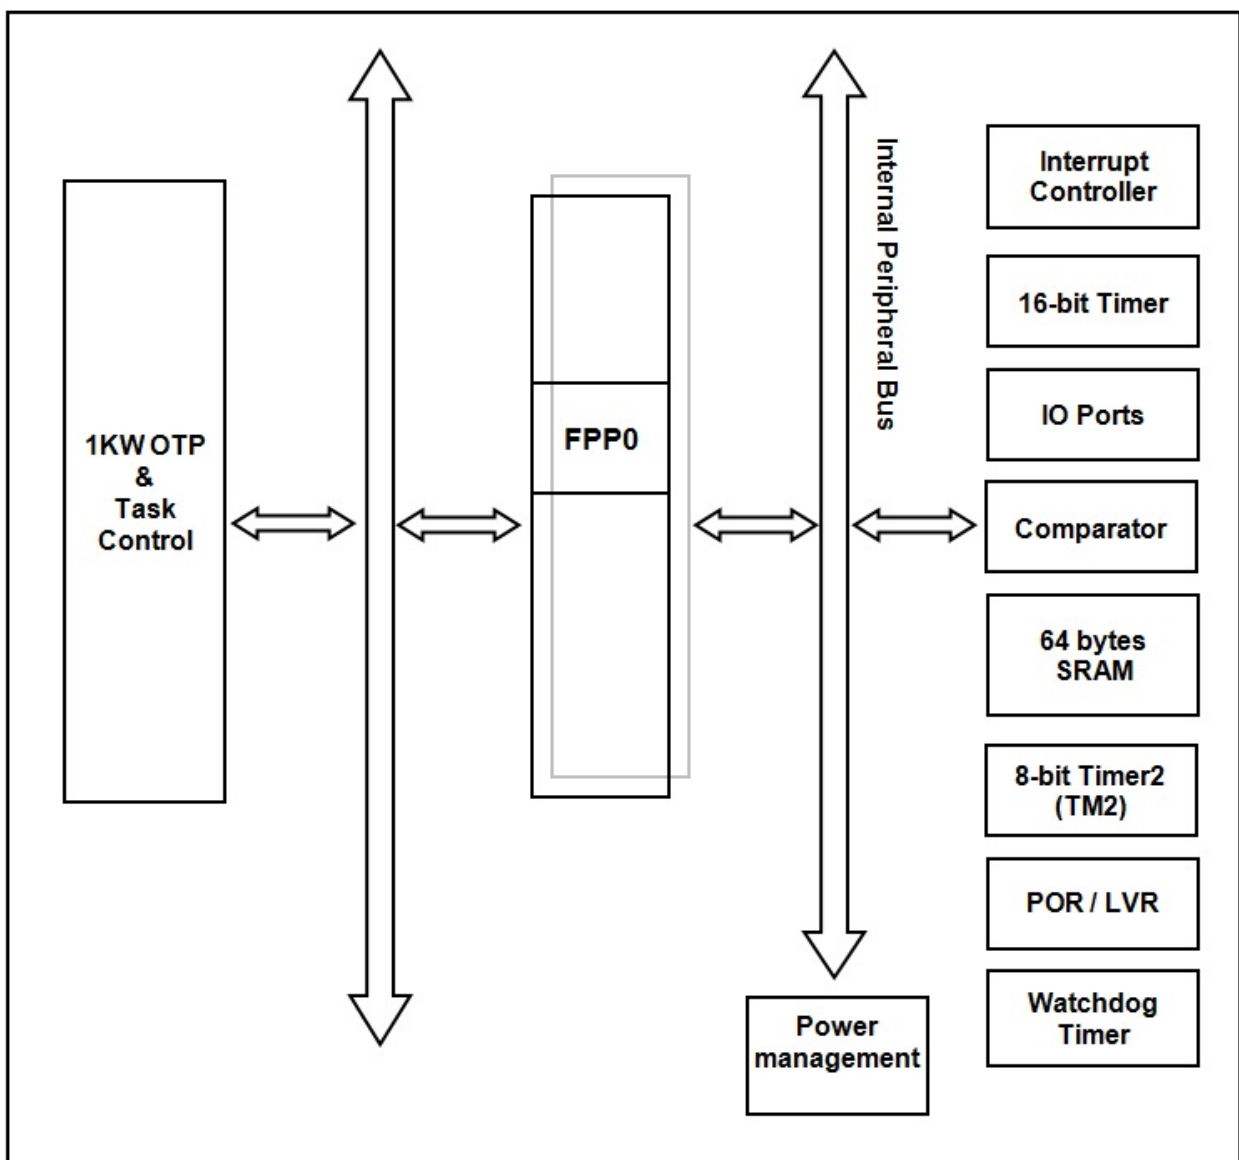 1KW OTP
&
Task
Control
FPP0
Internal Peripheral Bus
Interrupt
Controller
16-bit Timer
IO Ports
Comparator
64 bytes
SRAM
8-bit Timer2
(TM2)
POR / LVR
Watchdog
Timer
Power
management